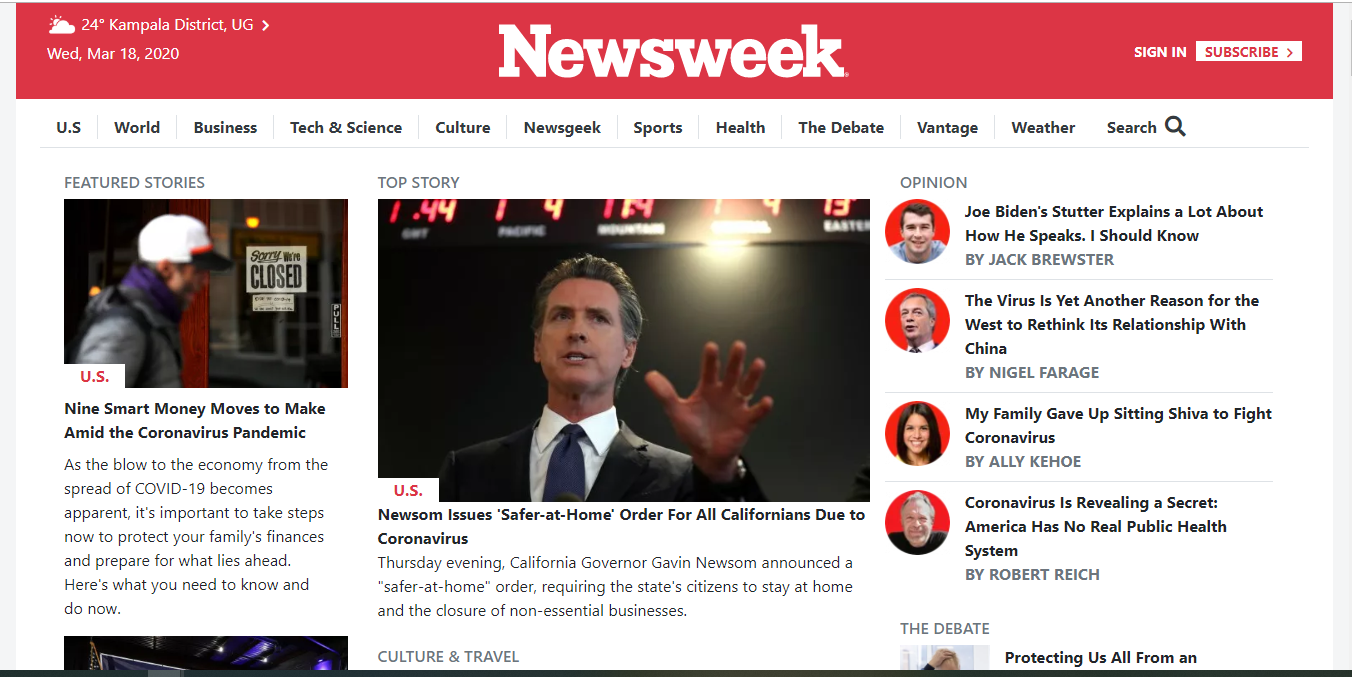 24° Kampala District, UG
Wed, Mar 18, 2020
Newsweek
SIGN IN
SUBSCRIBE
U.S
World
Business
Tech & Science
Culture
Newsgeek
Sports
Health
The Debate
Vantage
Weather
Search
FEATURED STORIES
Sorry We're
CLOSED
PULL
U.S.
Nine Smart Money Moves to Make
Amid the Coronavirus Pandemic
As the blow to the economy from the
spread of COVID-19 becomes
apparent, it's important to take steps
now to protect your family's finances
and prepare for what lies ahead.
Here's what you need to know and
do now.
TOP STORY
GMT
PACIFIC
MOUNTAIN
EASTER
U.S.
Newsom Issues 'Safer-at-Home' Order For All Californians Due to
Coronavirus
Thursday evening, California Governor Gavin Newsom announced a
"safer-at-home" order, requiring the state's citizens to stay at home
and the closure of non-essential businesses.
CULTURE & TRAVEL
OPINION
Joe Biden's Stutter Explains a Lot About
How He Speaks. I Should Know
BY JACK BREWSTER
The Virus Is Yet Another Reason for the
West to Rethink Its Relationship With
China
BY NIGEL FARAGE
My Family Gave Up Sitting Shiva to Fight
Coronavirus
BY ALLY KEHOE
Coronavirus Is Revealing a Secret:
America Has No Real Public Health
System
BY ROBERT REICH
THE DEBATE
Protecting Us All From an